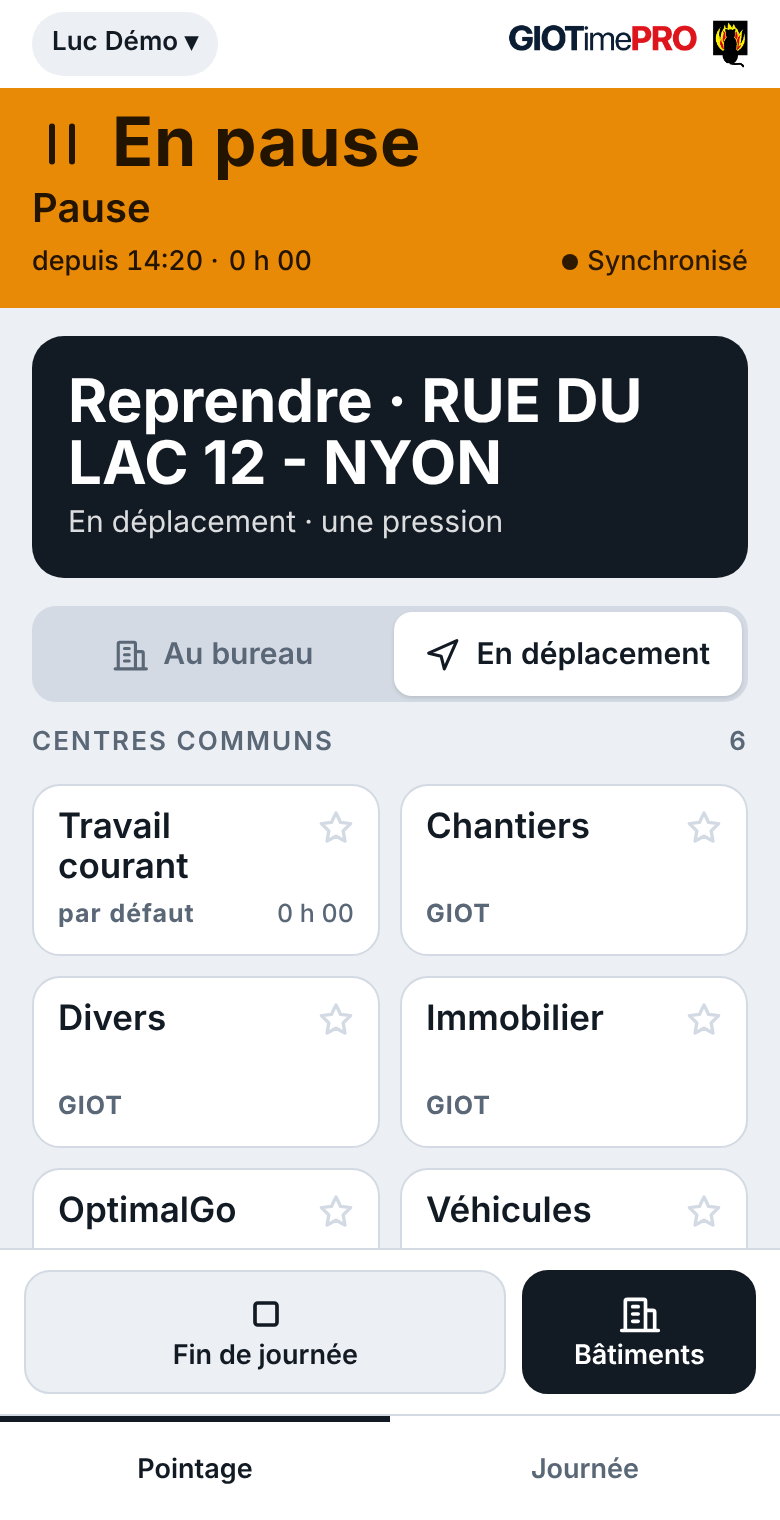 Luc Démo ▾
GIOTimePRO
En pause
Pause
depuis 14:20 · 0 h 00
● Synchronisé
Reprendre · RUE DU
LAC 12 - NYON
En déplacement · une pression
Au bureau
En déplacement
CENTRES COMMUNS
6
Travail
courant
par défaut
0 h 00
Chantiers
GIOT
Divers
GIOT
Immobilier
GIOT
OptimalGo
Véhicules
Fin de journée
Bâtiments
Pointage
Journée